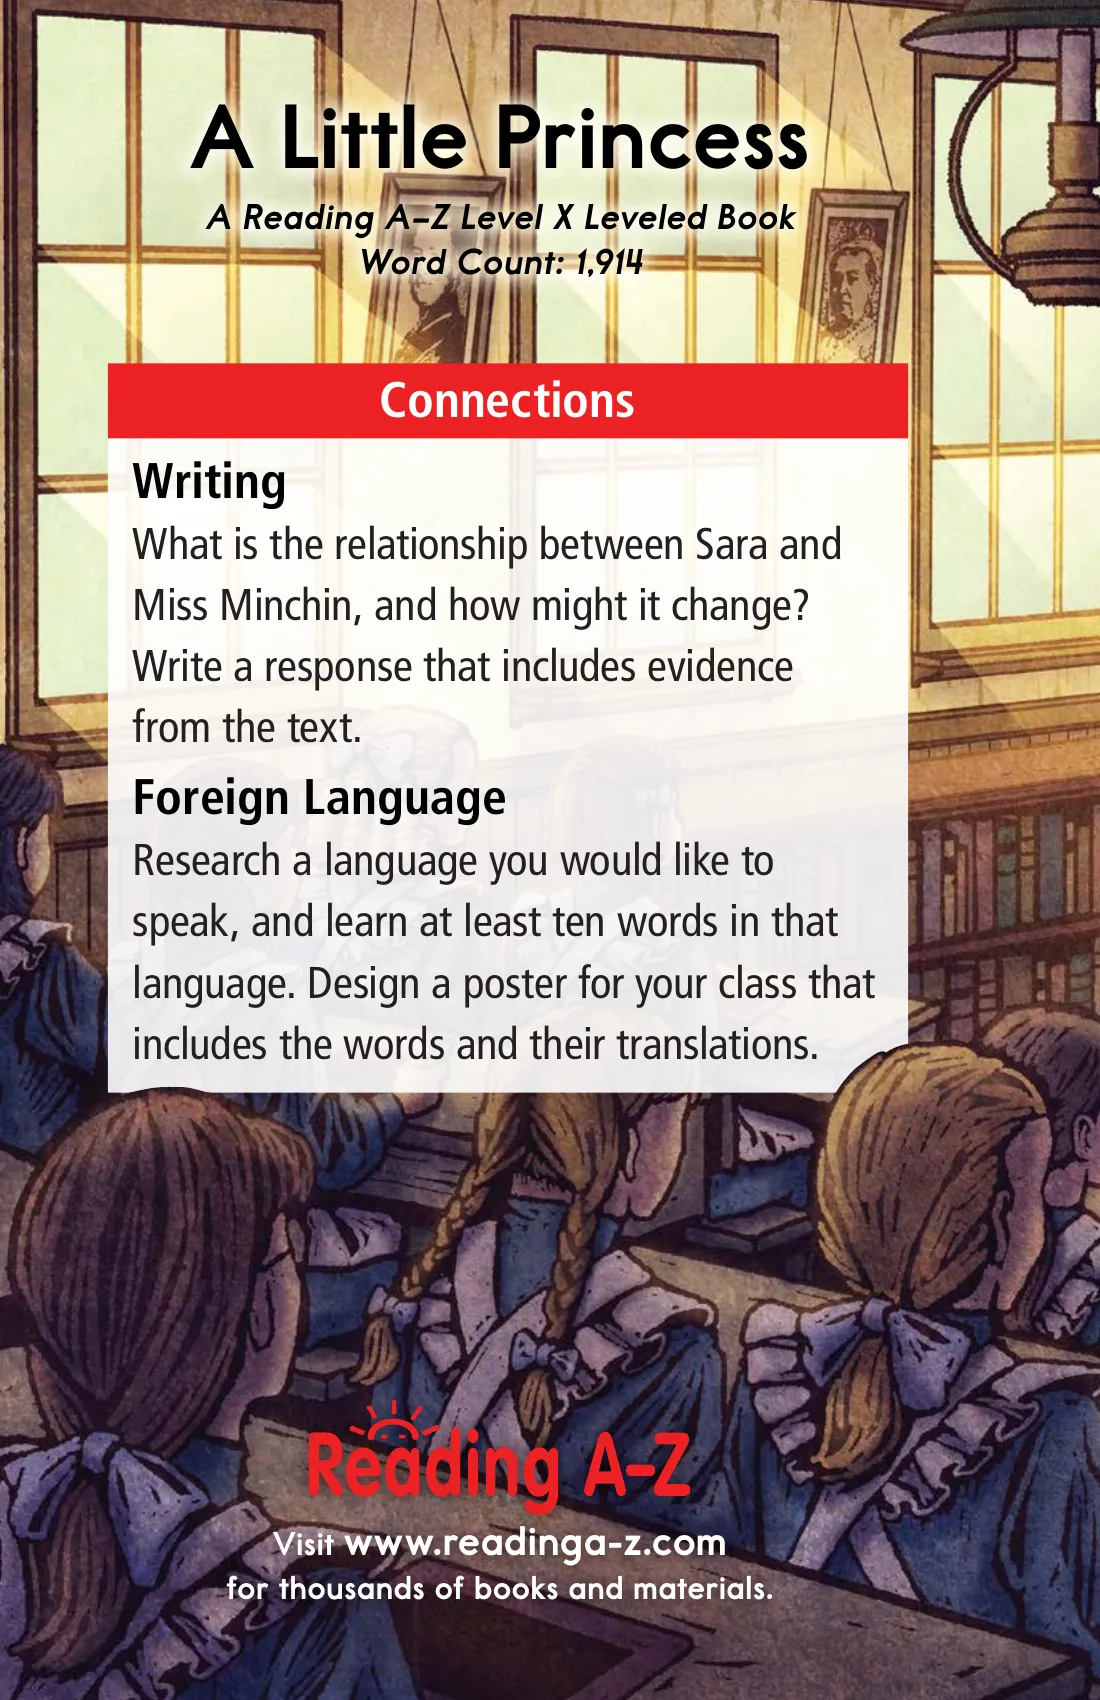 A Little Princess
A Reading A–Z Level X Leveled Book
Word Count: 1,914
Connections
Writing
What is the relationship between Sara and
Miss Minchin, and how might it change?
Write a response that includes evidence
from the text.
Foreign Language
Research a language you would like to
speak, and learn at least ten words in that
language. Design a poster for your class that
includes the words and their translations.
Reading A–Z
Visit www.readinga-z.com
for thousands of books and materials.